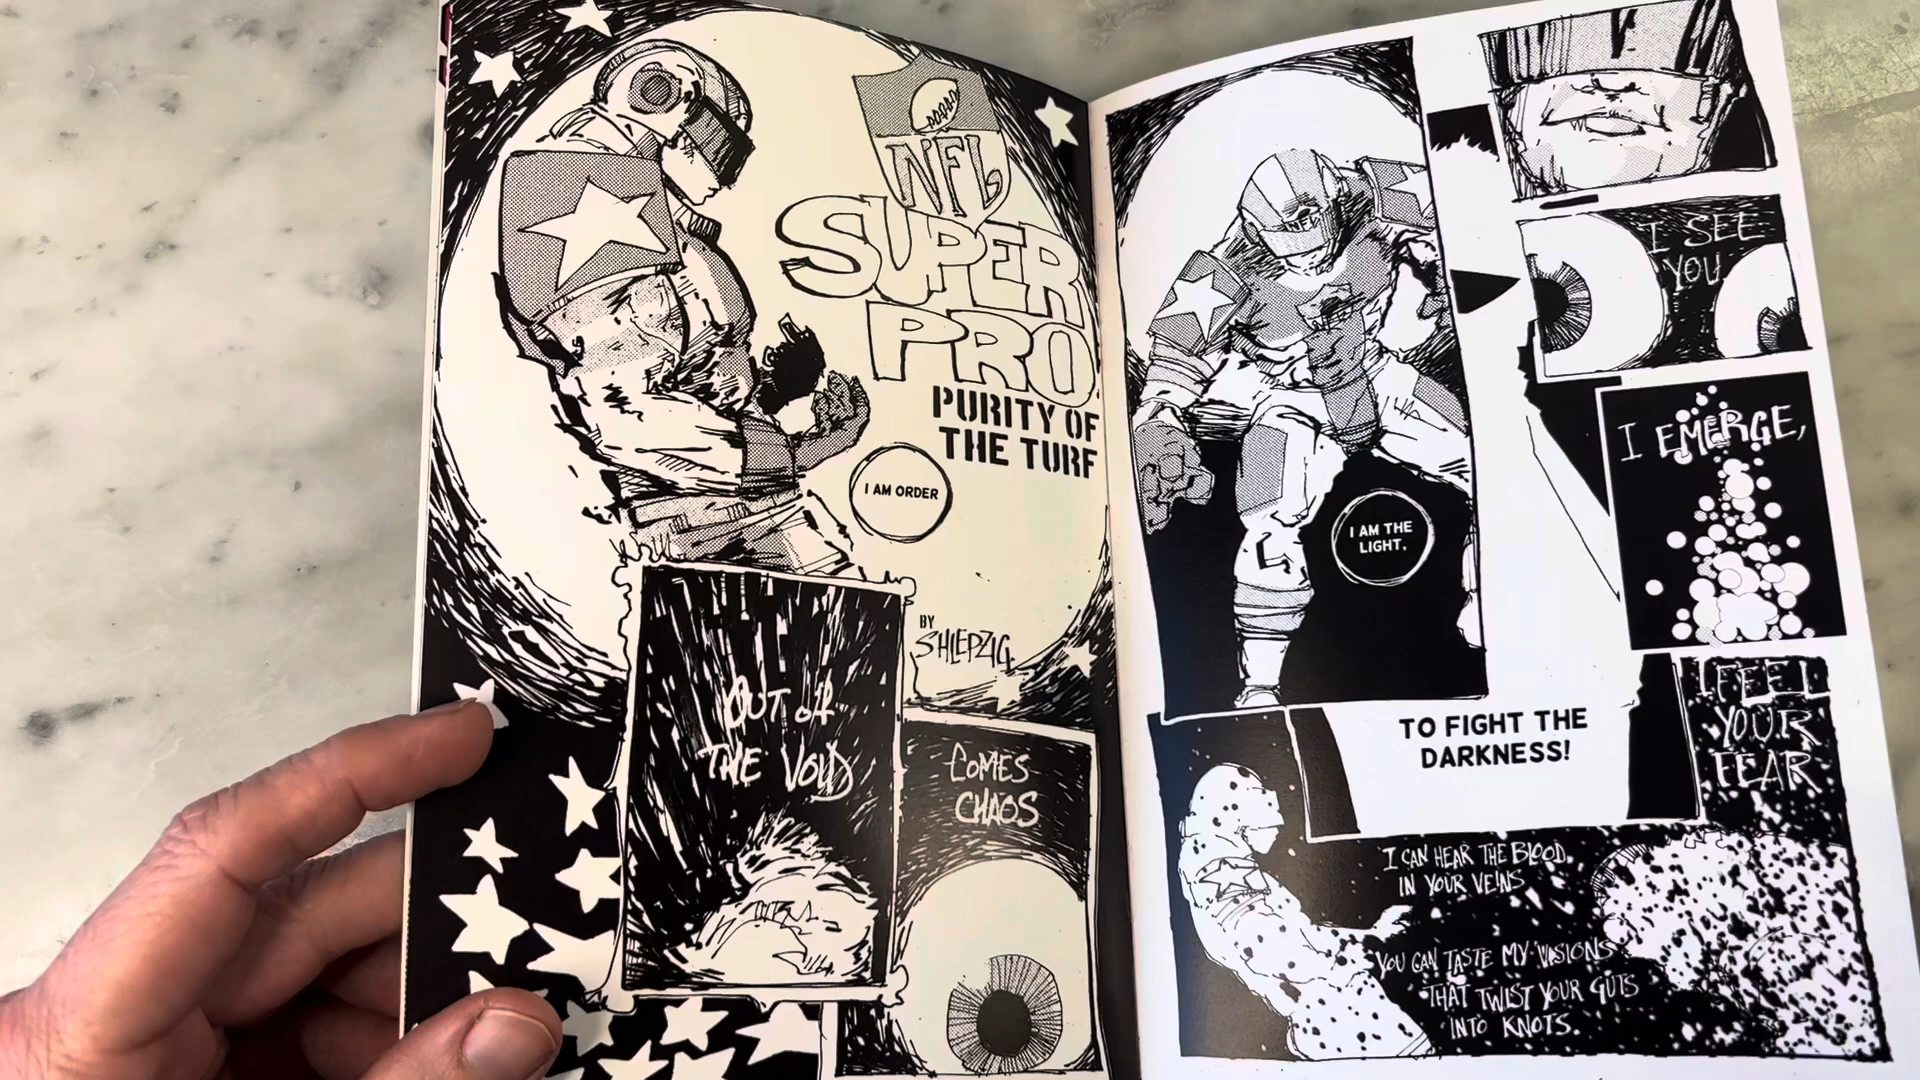 NFL
SUPER
PRO
PURITY OF
THE TURF
I AM ORDER
BY
SHLEPZIG
OUT OF
THE VOID
COMES
CHAOS
I SEE
YOU
I EMERGE,
I AM THE
LIGHT,
TO FIGHT THE
DARKNESS!
I FEEL
YOUR
FEAR
I CAN HEAR THE BLOOD
IN YOUR VEINS
YOU CAN TASTE MY VISIONS
THAT TWIST YOUR GUTS
INTO KNOTS.